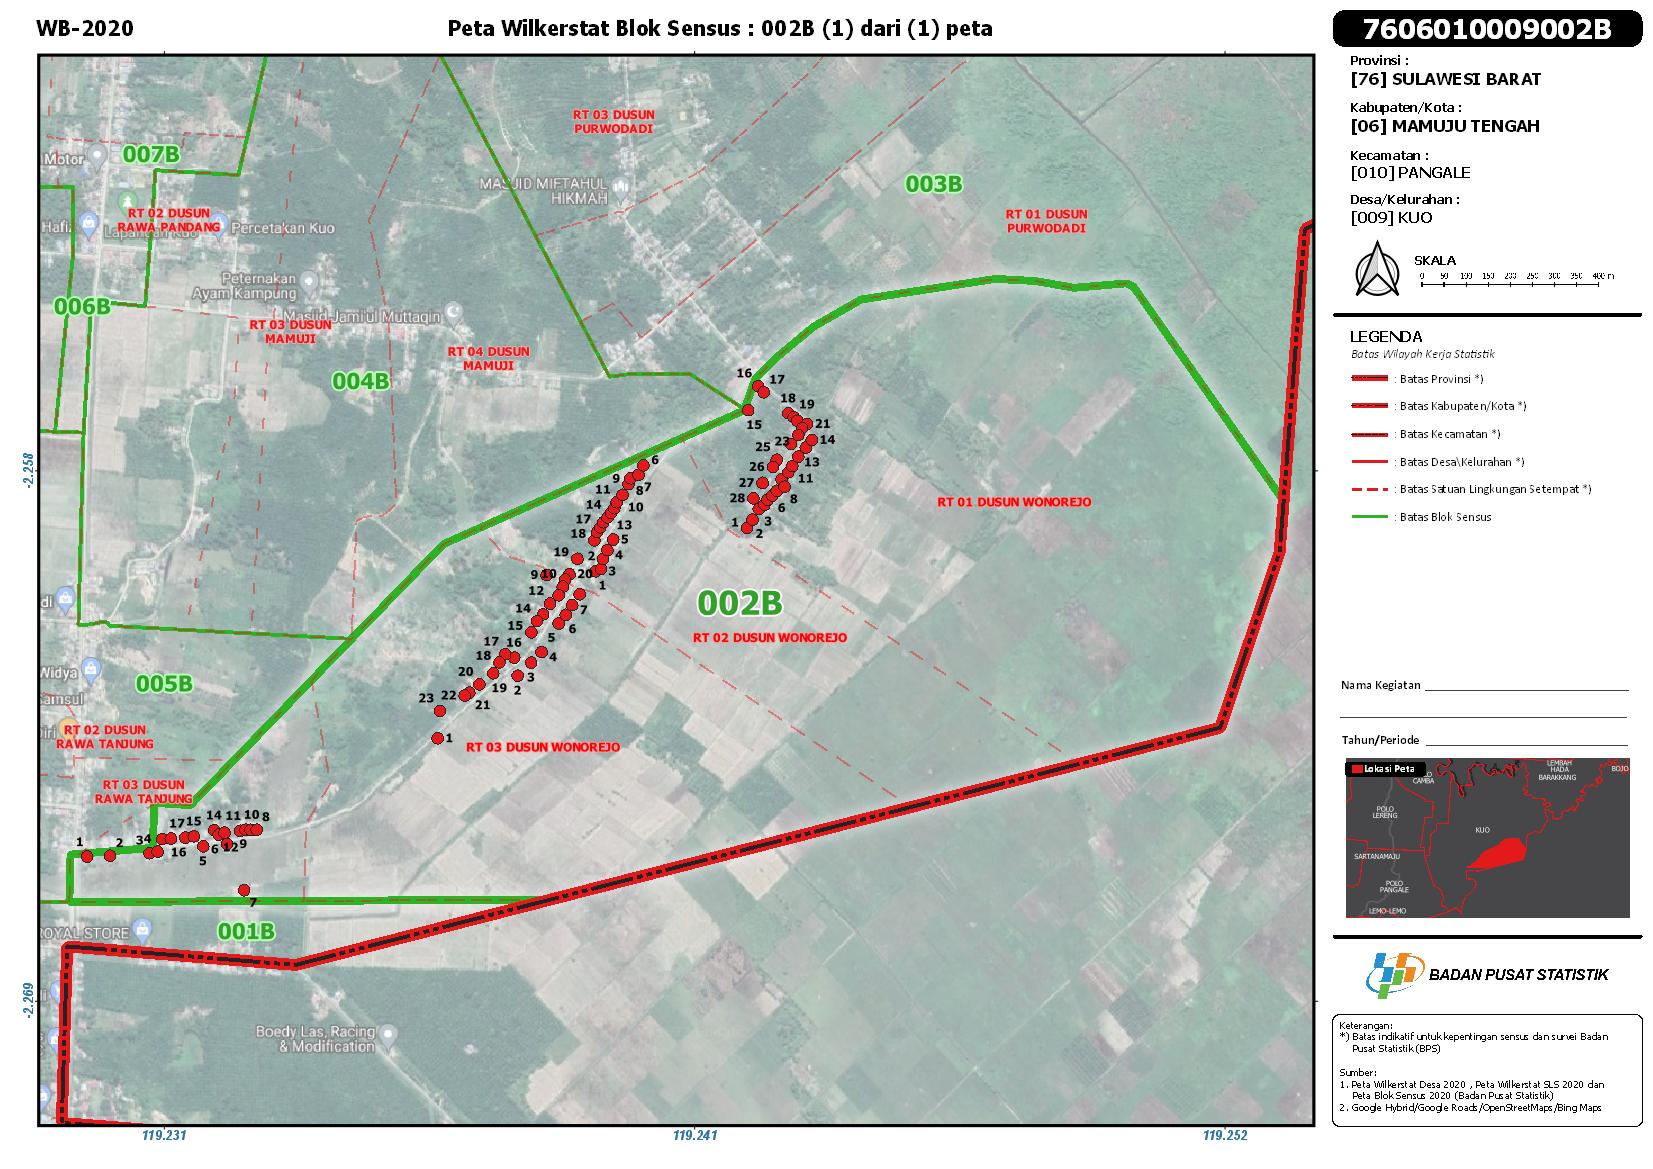 WB-2020
Peta Wilkerstat Blok Sensus : 002B (1) dari (1) peta
7606010009002B
Provinsi :
[76] SULAWESI BARAT
Kabupaten/Kota :
[06] MAMUJU TENGAH
Kecamatan :
[010] PANGALE
Desa/Kelurahan :
[009] KUO
SKALA
0 50 100 150 200 250 300 350 400 m
LEGENDA
Batas Wilayah Kerja Statistik
: Batas Provinsi *)
: Batas Kabupaten/Kota *)
: Batas Kecamatan *)
: Batas Desa\Kelurahan *)
: Batas Satuan Lingkungan Setempat *)
: Batas Blok Sensus
Nama Kegiatan
Tahun/Periode
Lokasi Peta
CAMBA
LEMBAH
HADA
BARAKKANG
BOJO
POLO
LERENG
KUO
SARTANAMAJU
POLO
PANGALE
LEMO-LEMO
BADAN PUSAT STATISTIK
Keterangan:
*) Batas indikatif untuk kepentingan sensus dan survei Badan
Pusat Statistik (BPS)
Sumber:
1. Peta Wilkerstat Desa 2020 , Peta Wilkerstat SLS 2020 dan
Peta Blok Sensus 2020 (Badan Pusat Statistik)
2. Google Hybrid/Google Roads/OpenStreetMaps/Bing Maps
RT 03 DUSUN
PURWODADI
007B
Motor
MASJID MIFTAHUL
HIKMAH
003B
RT 02 DUSUN
RAWA PANDANG
Percetakan Kuo
RT 01 DUSUN
PURWODADI
Peternakan
Ayam Kampung
006B
Masjid Jami'ul Muttaqin
RT 03 DUSUN
MAMUJI
RT 04 DUSUN
MAMUJI
004B
16
17
18
19
15
21
23
14
25
13
26
11
27
28
8
6
3
1
2
6
9
7
11
8
14
10
17
13
18
5
19
2
4
9
10
20
3
1
12
14
7
15
6
17
16
5
18
4
20
3
19
2
23
22
21
1
RT 01 DUSUN WONOREJO
002B
RT 02 DUSUN WONOREJO
Widya
005B
RT 02 DUSUN
RAWA TANJUNG
RT 03 DUSUN WONOREJO
RT 03 DUSUN
RAWA TANJUNG
1
2
3
4
17
15
14
11
10
8
16
5
6
12
9
7
001B
ROYAL STORE
Boedy Las, Racing
& Modification
-2.258
-2.269
119.231
119.241
119.252